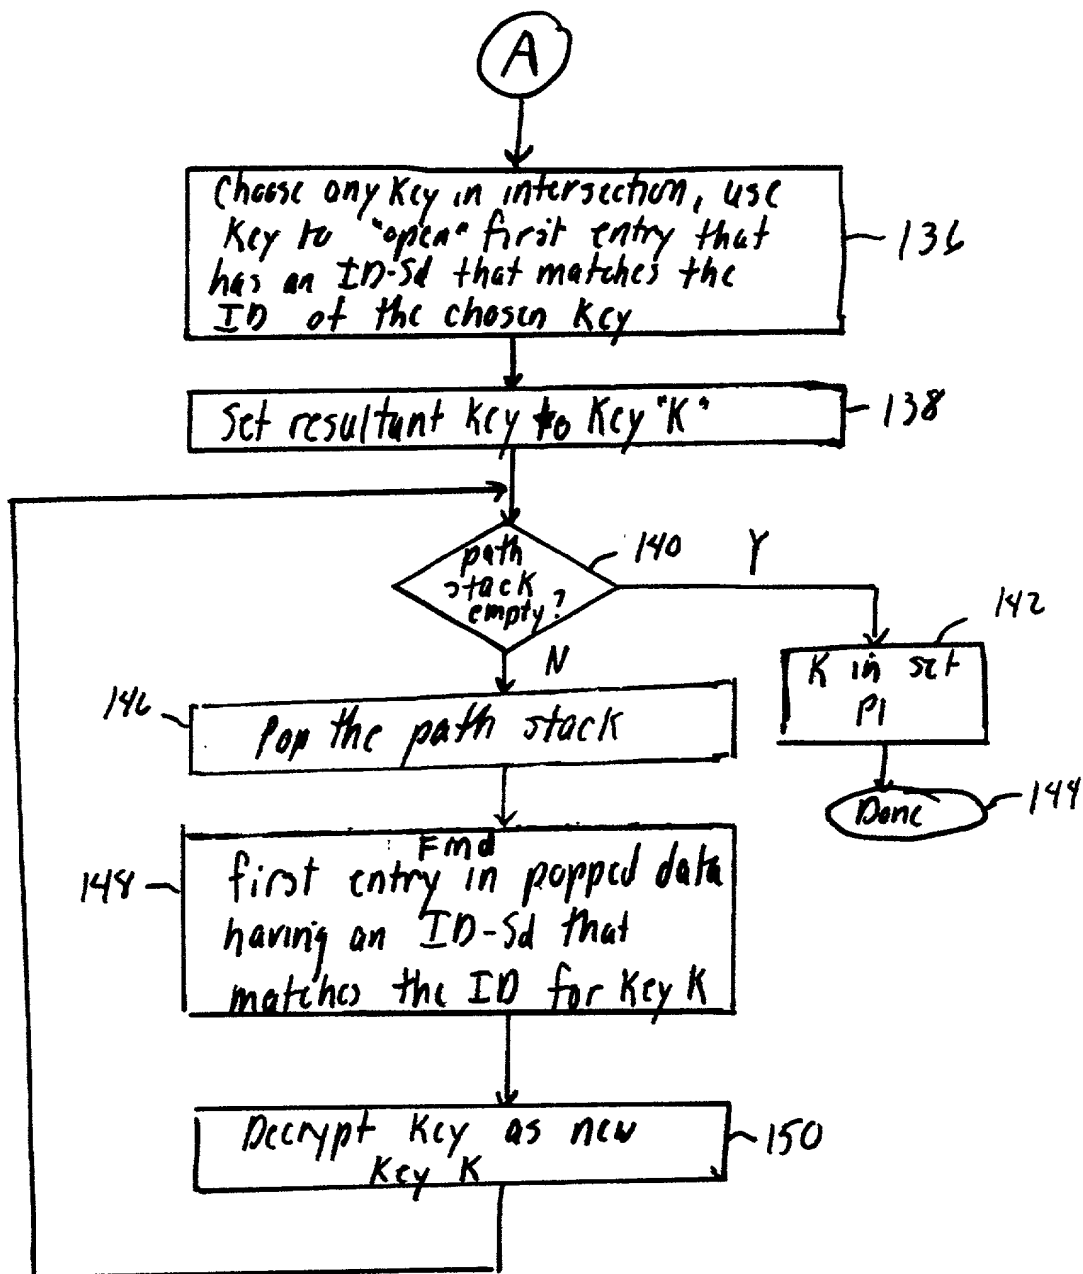 A
Choose any Key in intersection, use
Key to "open" first entry that
has an ID-Sd that matches the
ID of the chosen Key
136
Set resultant Key to Key "K"
138
path
stack
empty?
140
Y
N
142
K in set
P1
Done
144
146
Pop the path stack
148
Find
first entry in popped data
having an ID-Sd that
matches the ID for Key K
Decrypt Key as new
Key K
150